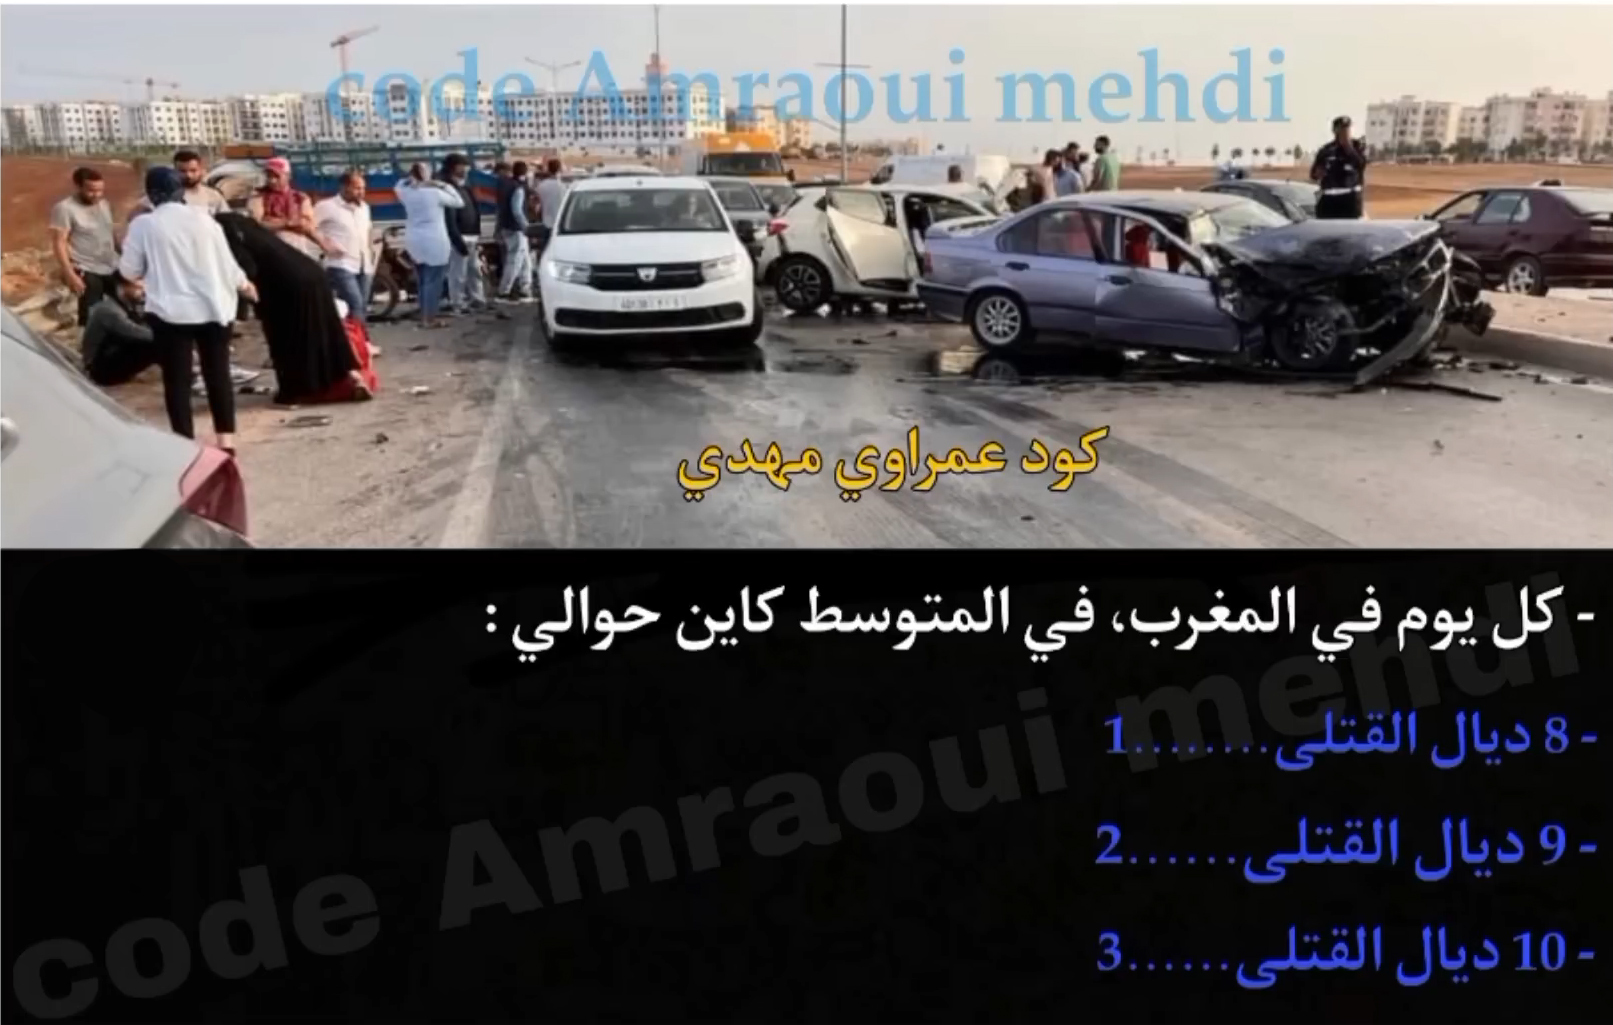 code Amraoui mehdi
كود عمراوي مهدي
- كل يوم في المغرب، في المتوسط كاين حوالي :
- 8 ديال القتلى........1
- 9 ديال القتلى......2
- 10 ديال القتلى......3
code Amraoui mehdi